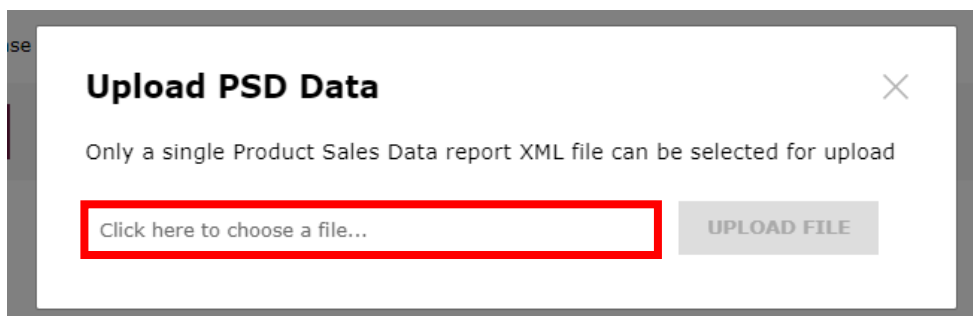 Upload PSD Data
Only a single Product Sales Data report XML file can be selected for upload
Click here to choose a file...
UPLOAD FILE